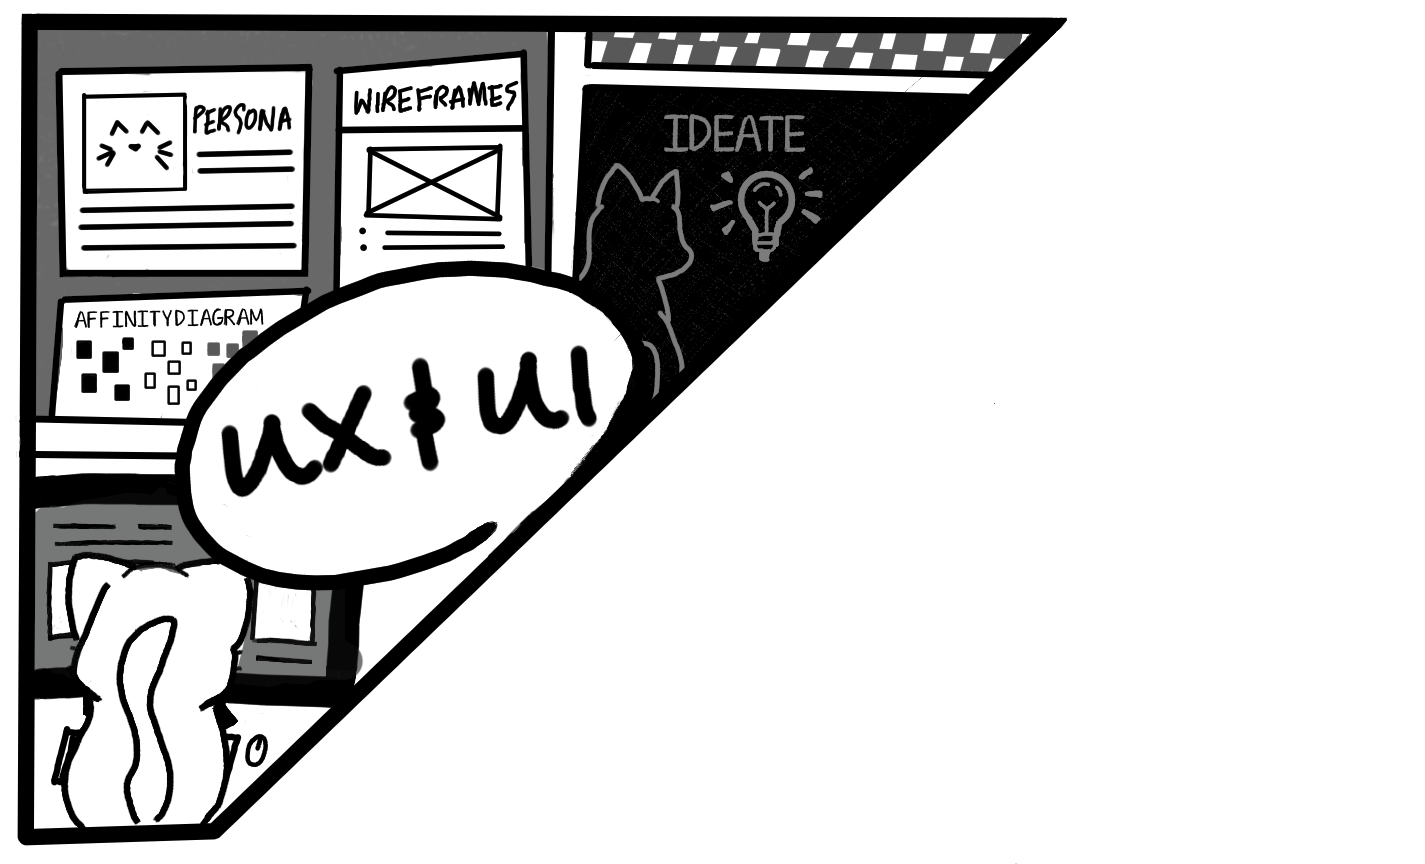 PERSONA
WIREFRAMES
IDEATE
AFFINITYDIAGRAM
UX & UI